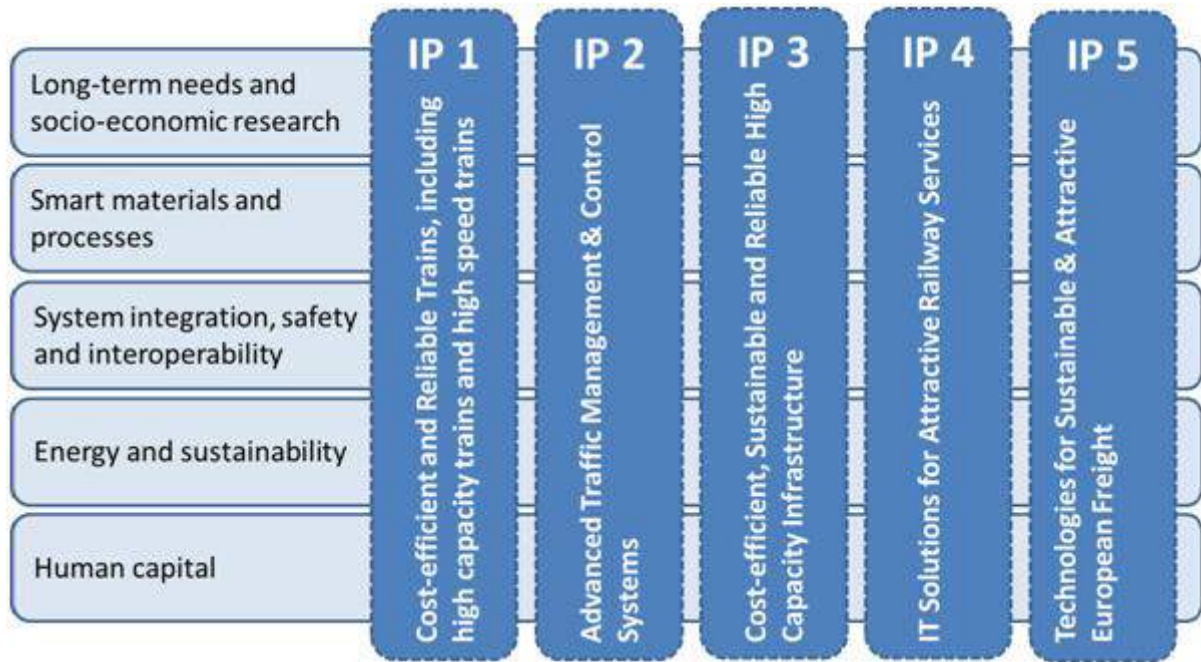 Long-term needs and
socio-economic research
Smart materials and
processes
System integration, safety
and interoperability
Energy and sustainability
Human capital
IP 1
Cost-efficient and Reliable Trains, including
high capacity trains and high speed trains
IP 2
Advanced Traffic Management & Control
Systems
IP 3
Cost-efficient, Sustainable and Reliable High
Capacity Infrastructure
IP 4
IT Solutions for Attractive Railway Services
IP 5
Technologies for Sustainable & Attractive
European Freight